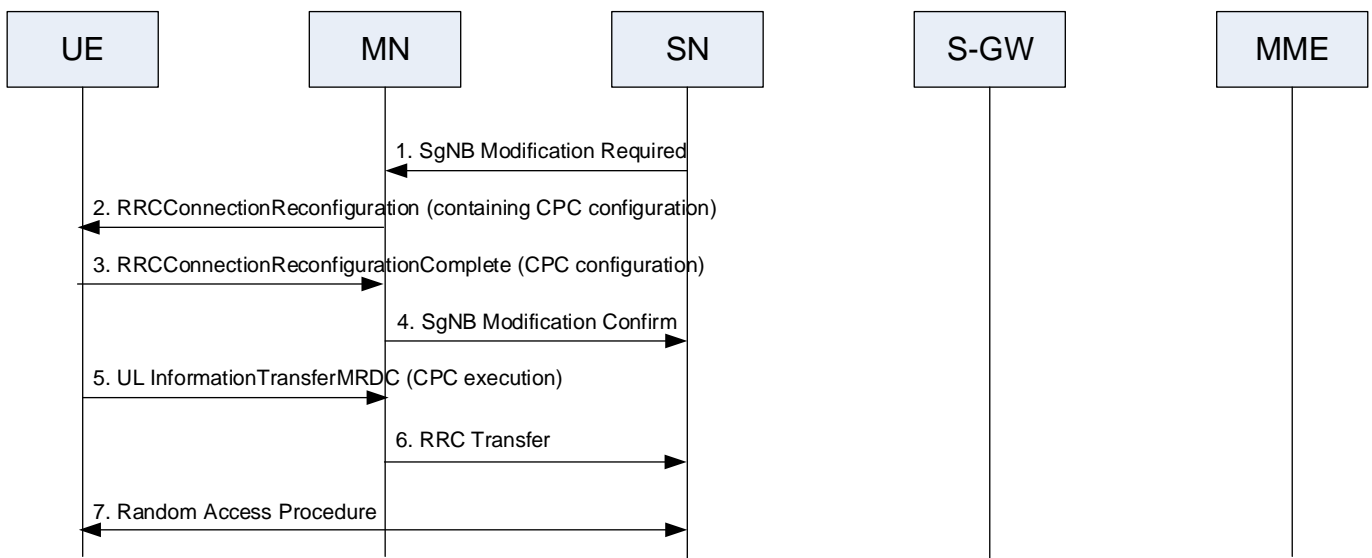 UE
MN
SN
S-GW
MME
1. SgNB Modification Required
2. RRCConnectionReconfiguration (containing CPC configuration)
3. RRCConnectionReconfigurationComplete (CPC configuration)
4. SgNB Modification Confirm
5. UL InformationTransferMRDC (CPC execution)
6. RRC Transfer
7. Random Access Procedure